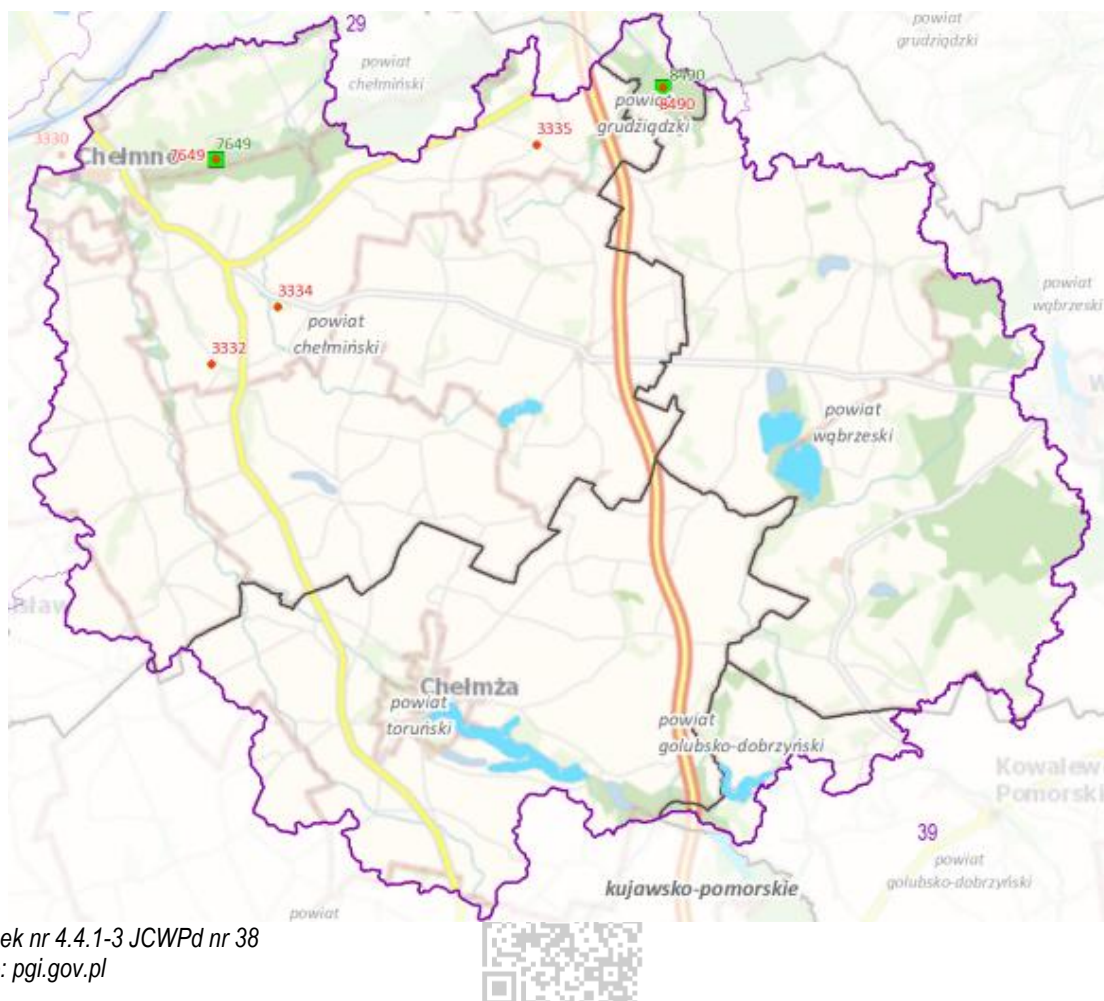 29
powiat
grudziądzki
powiat
chełmiński
8490
powiat
8490
grudziądzki
3330
Chełmno
7649
7649
3335
3334
powiat
chełmiński
3332
powiat
wąbrzeski
W
powiat
wąbrzeski
Chełmża
powiat
toruński
powiat
golubsko-dobrzyński
Kowalew
Pomorski
39
powiat
golubsko-dobrzyński
kujawsko-pomorskie
powiat
ek nr 4.4.1-3 JCWPd nr 38
: pgi.gov.pl